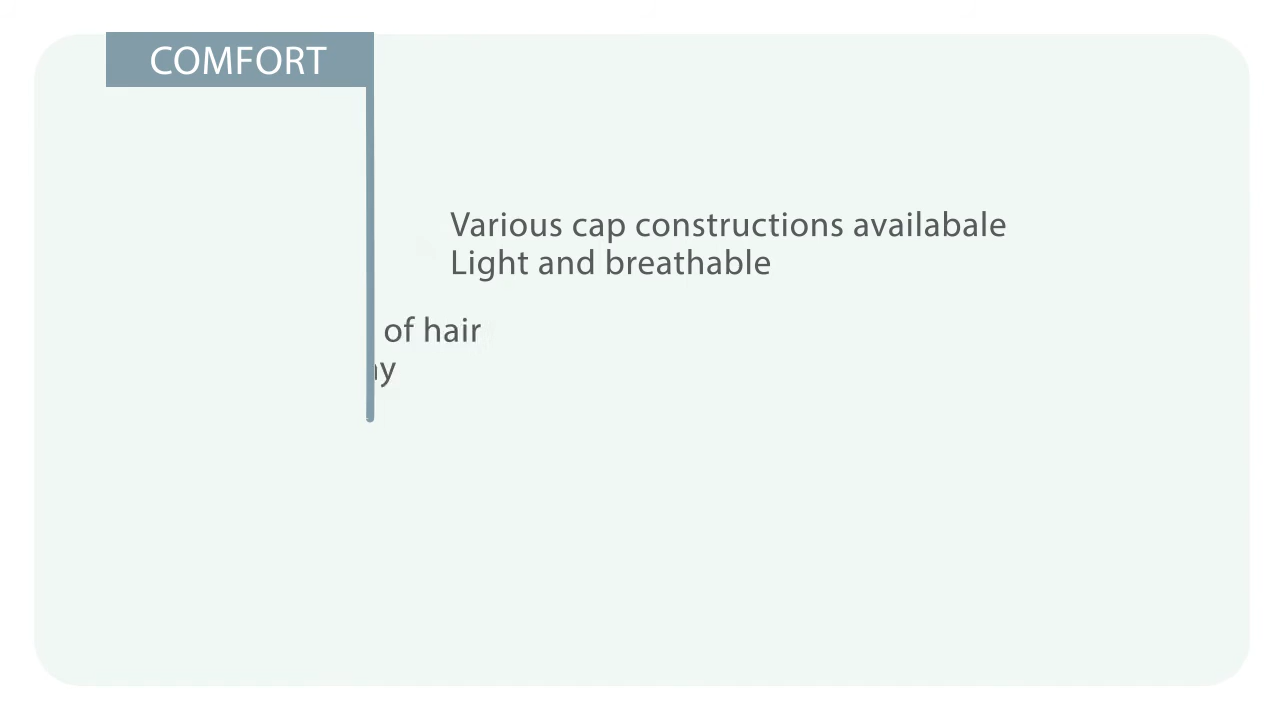 COMFORT
Various cap constructions availabale
Light and breathable
of hair